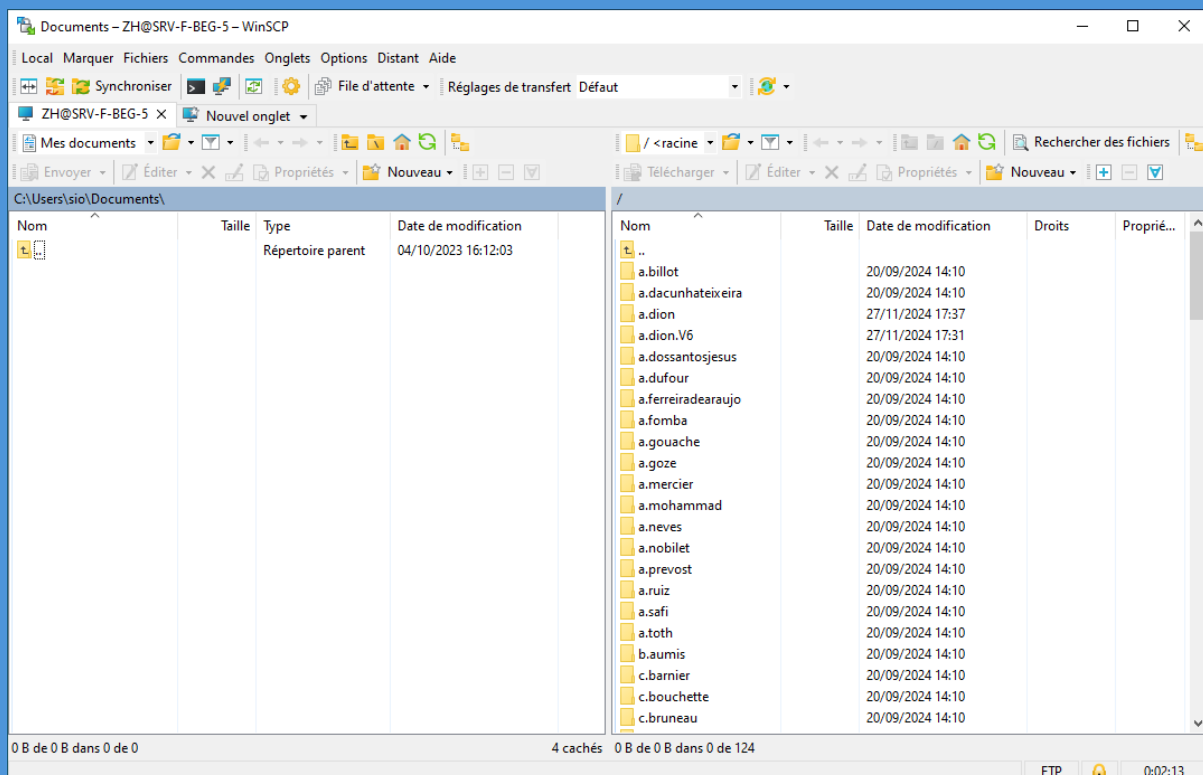 Documents – ZH@SRV-F-BEG-5 – WinSCP
Local Marquer Fichiers Commandes Onglets Options Distant Aide
Synchroniser File d'attente Réglages de transfert Défaut
ZH@SRV-F-BEG-5 Nouvel onglet
Mes documents / <racine Rechercher des fichiers
Envoyer Éditer Propriétés Nouveau Télécharger Éditer Propriétés Nouveau
C:\Users\sio\Documents\ /
Nom Taille Type Date de modification Nom Taille Date de modification Droits Proprié...
.. Répertoire parent 04/10/2023 16:12:03 ..
a.billot 20/09/2024 14:10
a.dacunhateixeira 20/09/2024 14:10
a.dion 27/11/2024 17:37
a.dion.V6 27/11/2024 17:31
a.dossantosjesus 20/09/2024 14:10
a.dufour 20/09/2024 14:10
a.ferreiradearaujo 20/09/2024 14:10
a.fomba 20/09/2024 14:10
a.gouache 20/09/2024 14:10
a.goze 20/09/2024 14:10
a.mercier 20/09/2024 14:10
a.mohammad 20/09/2024 14:10
a.neves 20/09/2024 14:10
a.nobilet 20/09/2024 14:10
a.prevost 20/09/2024 14:10
a.ruiz 20/09/2024 14:10
a.safi 20/09/2024 14:10
a.toth 20/09/2024 14:10
b.aumis 20/09/2024 14:10
c.barnier 20/09/2024 14:10
c.bouchette 20/09/2024 14:10
c.bruneau 20/09/2024 14:10
0 B de 0 B dans 0 de 0 4 cachés 0 B de 0 B dans 0 de 124
FTP 0:02:13